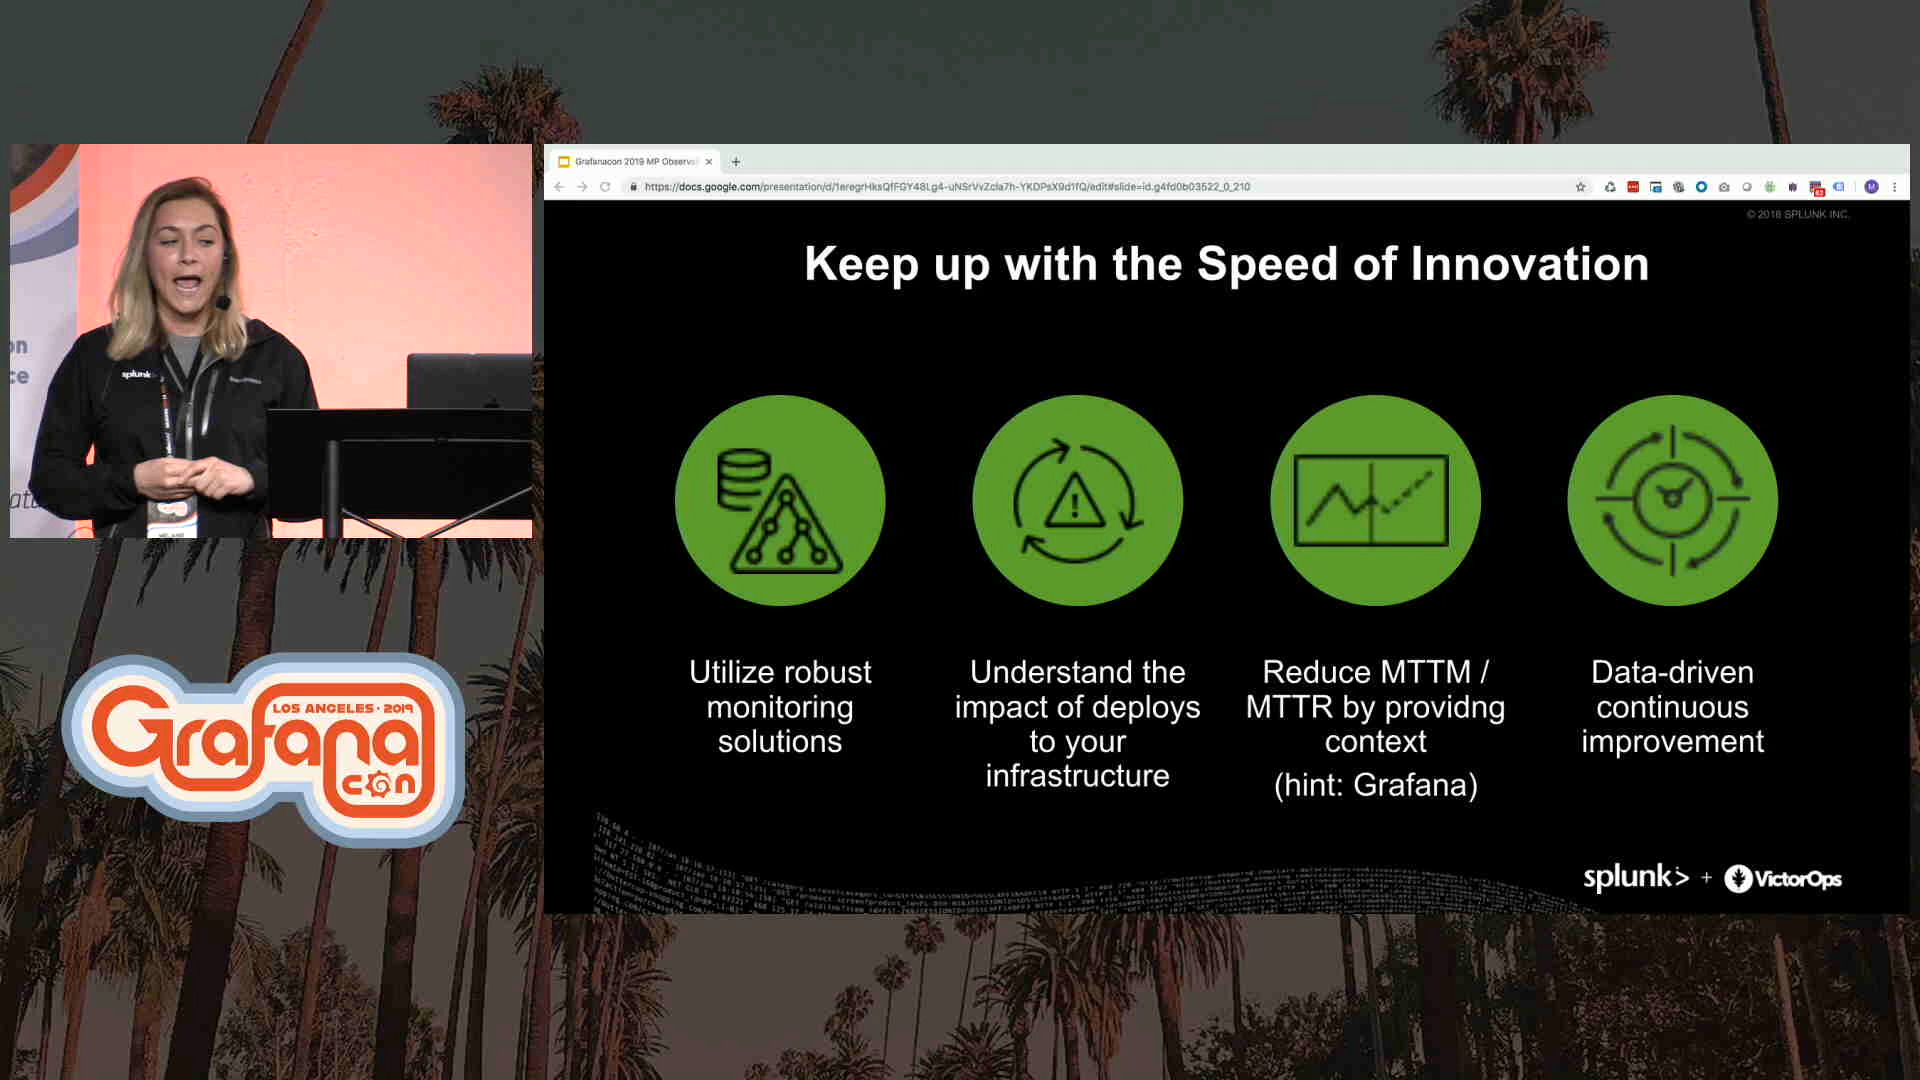 Grafanacon 2019 MP Observa
https://docs.google.com/presentation/d/1eregrHksQfFGY48Lg4-uNSrVvZcla7h-YKDPsX9d1fQ/edit#slide=id.g4fd0b03522_0_210
© 2018 SPLUNK INC.
Keep up with the Speed of Innovation
Utilize robust
monitoring
solutions
Understand the
impact of deploys
to your
infrastructure
Reduce MTTM /
MTTR by providng
context
(hint: Grafana)
Data-driven
continuous
improvement
splunk> + VictorOps
splunk>
on
ce
LOS ANGELES · 2019
Grafana
con